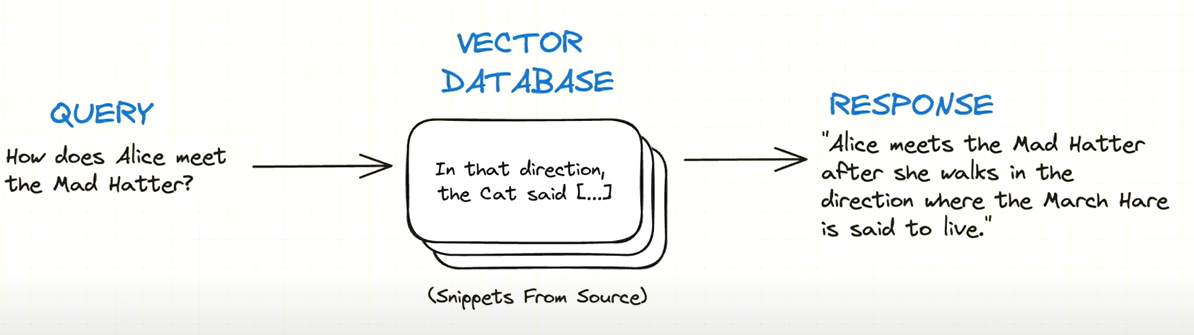 QUERY
How does Alice meet
the Mad Hatter?
VECTOR
DATABASE
In that direction,
the Cat said [...]
(Snippets From Source)
RESPONSE
"Alice meets the Mad Hatter
after she walks in the
direction where the March Hare
is said to live."